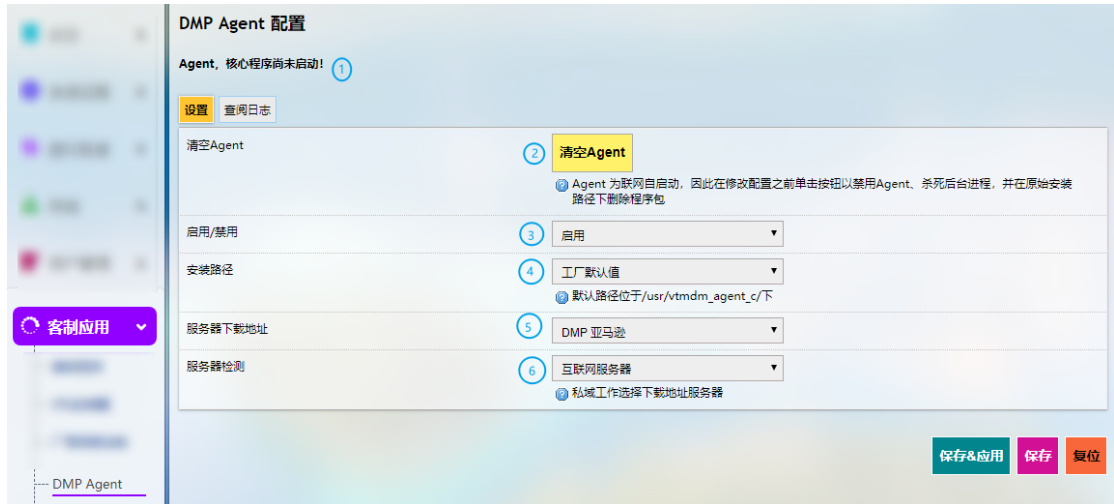 DMP Agent 配置
Agent，核心程序尚未启动! 1
设置 查阅日志
清空Agent 2 清空Agent
Agent 为联网自启动，因此在修改配置之前单击按钮以禁用Agent、杀死后台进程，并在原始安装
路径下删除程序包
启用/禁用 3 启用
安装路径 4 工厂默认值
默认路径位于/usr/vtmdm_agent_c/下
客制应用
服务器下载地址 5 DMP 亚马逊
服务器检测 6 互联网服务器
私域工作选择下载地址服务器
保存&应用 保存 复位
DMP Agent